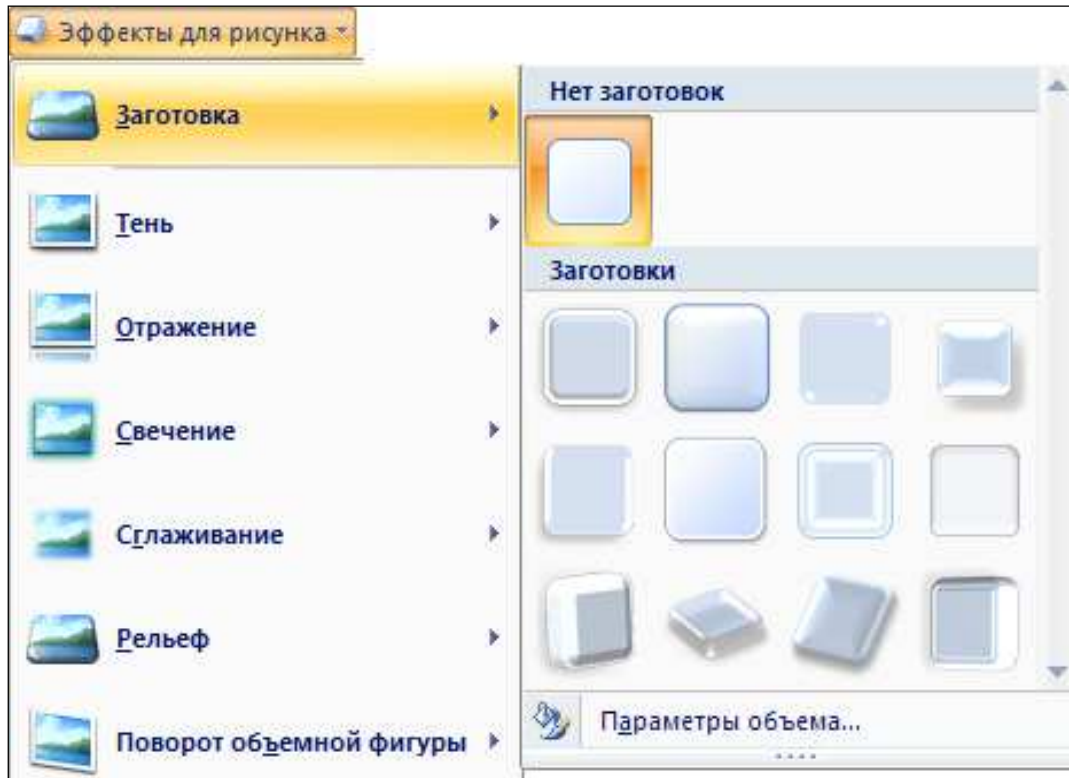 Эффекты для рисунка
Заготовка
Тень
Отражение
Свечение
Сглаживание
Рельеф
Поворот объемной фигуры
Нет заготовок
Заготовки
Параметры объема...